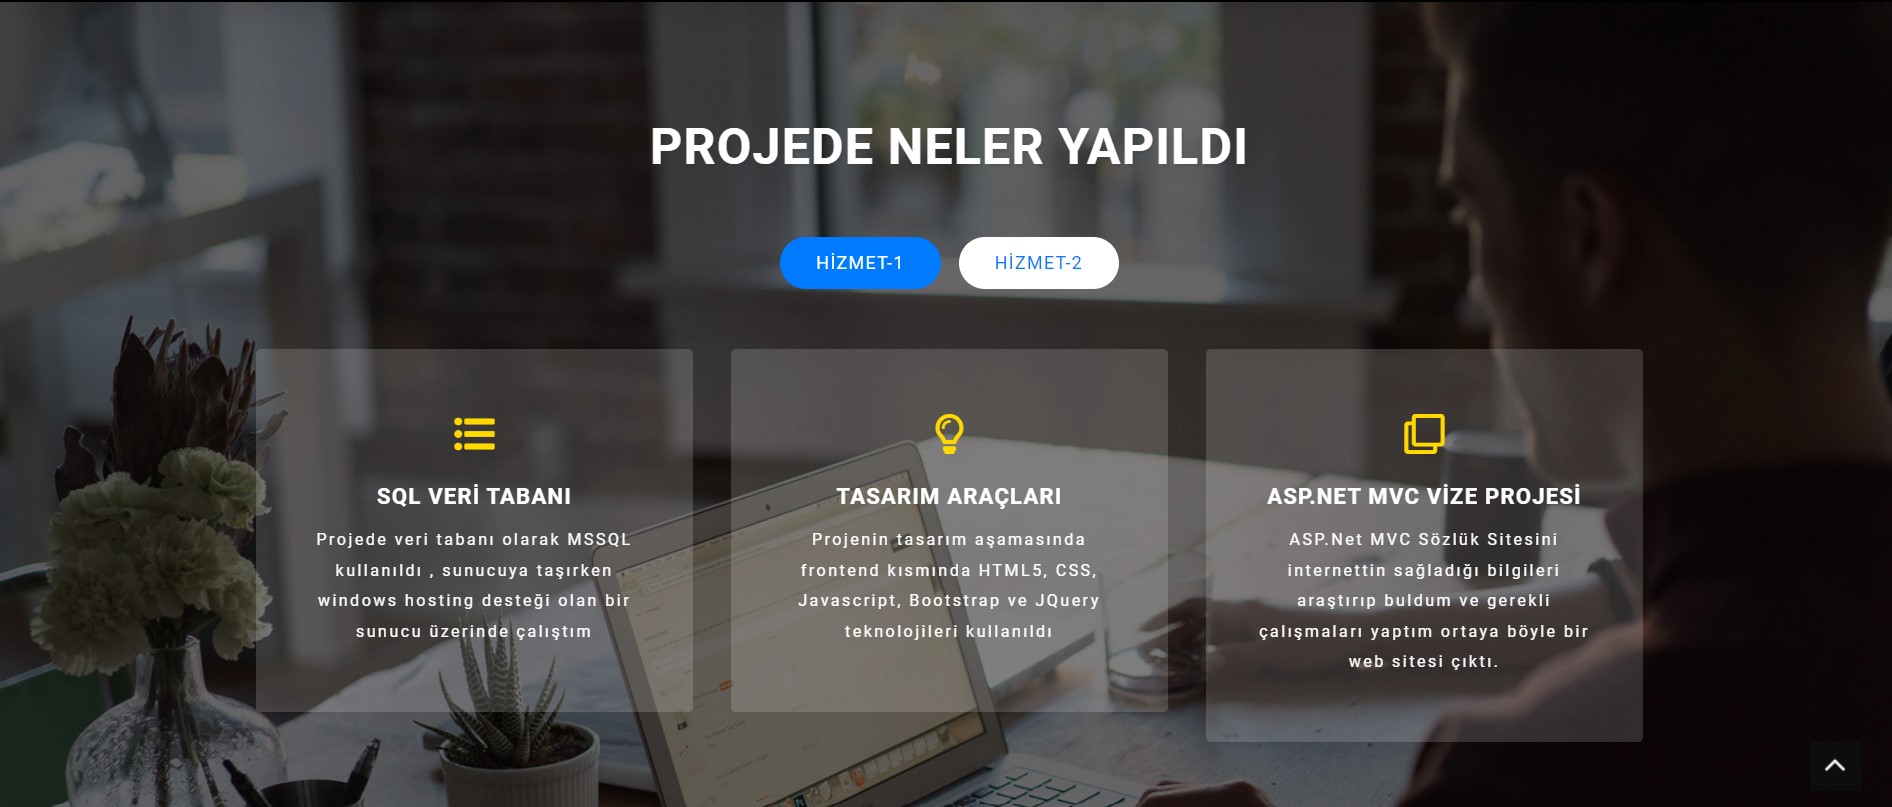 PROJEDE NELER YAPILDI
HİZMET-1
HİZMET-2
SQL VERİ TABANI
Projede veri tabanı olarak MSSQL
kullanıldı , sunucuya taşırken
windows hosting desteği olan bir
sunucu üzerinde çalıştım
TASARIM ARAÇLARI
Projenin tasarım aşamasında
frontend kısmında HTML5, CSS,
Javascript, Bootstrap ve JQuery
teknolojileri kullanıldı
ASP.NET MVC VİZE PROJESİ
ASP.Net MVC Sözlük Sitesini
internettin sağladığı bilgileri
araştırıp buldum ve gerekli
çalışmaları yaptım ortaya böyle bir
web sitesi çıktı.